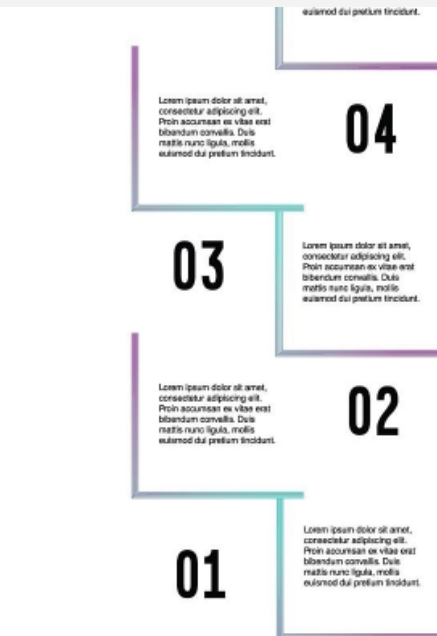 euismod dui pretium tincidunt.
Lorem ipsum dolor sit amet,
consectetur adipiscing elit.
Proin accumsan ex vitae erat
bibendum convallis. Duis
mattis nunc ligula, mollis
euismod dui pretium tincidunt.
04
03
Lorem ipsum dolor sit amet,
consectetur adipiscing elit.
Proin accumsan ex vitae erat
bibendum convallis. Duis
mattis nunc ligula, mollis
euismod dui pretium tincidunt.
Lorem ipsum dolor sit amet,
consectetur adipiscing elit.
Proin accumsan ex vitae erat
bibendum convallis. Duis
mattis nunc ligula, mollis
euismod dui pretium tincidunt.
02
01
Lorem ipsum dolor sit amet,
consectetur adipiscing elit.
Proin accumsan ex vitae erat
bibendum convallis. Duis
mattis nunc ligula, mollis
euismod dui pretium tincidunt.